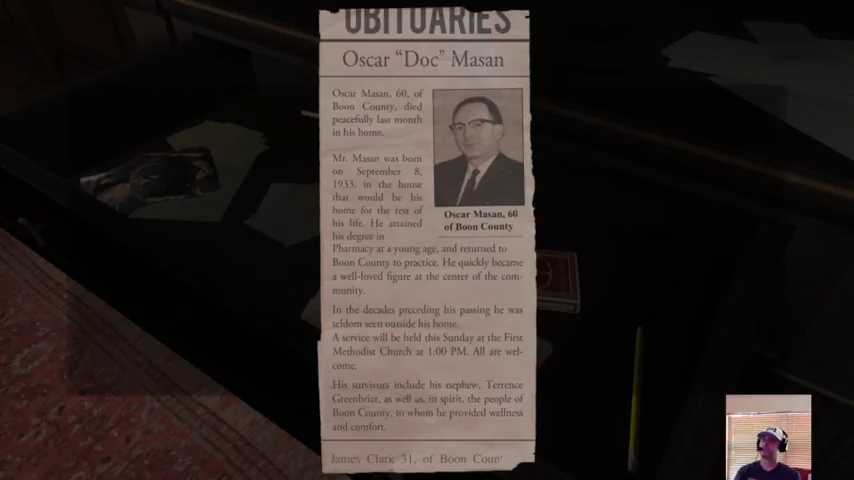 OBITUARIES
Oscar “Doc” Masan
Oscar Masan, 60, of
Boon County, died
peacefully last month
in his home.
Mr. Masan was born
on September 8,
1933, in the house
that would be his
home for the rest of
his life. He attained
his degree in
Pharmacy at a young age, and returned to
Boon County to practice. He quickly became
a well-loved figure at the center of the com-
munity.
Oscar Masan, 60
of Boon County
In the decades preceding his passing he was
seldom seen outside his home.
A service will be held this Sunday at the First
Methodist Church at 1:00 PM. All are wel-
come.
His survivors include his nephew, Terrence
Greenbriar, as well as, in spirit, the people of
Boon County, to whom he provided wellness
and comfort.
James Clark 31, of Boon Coun